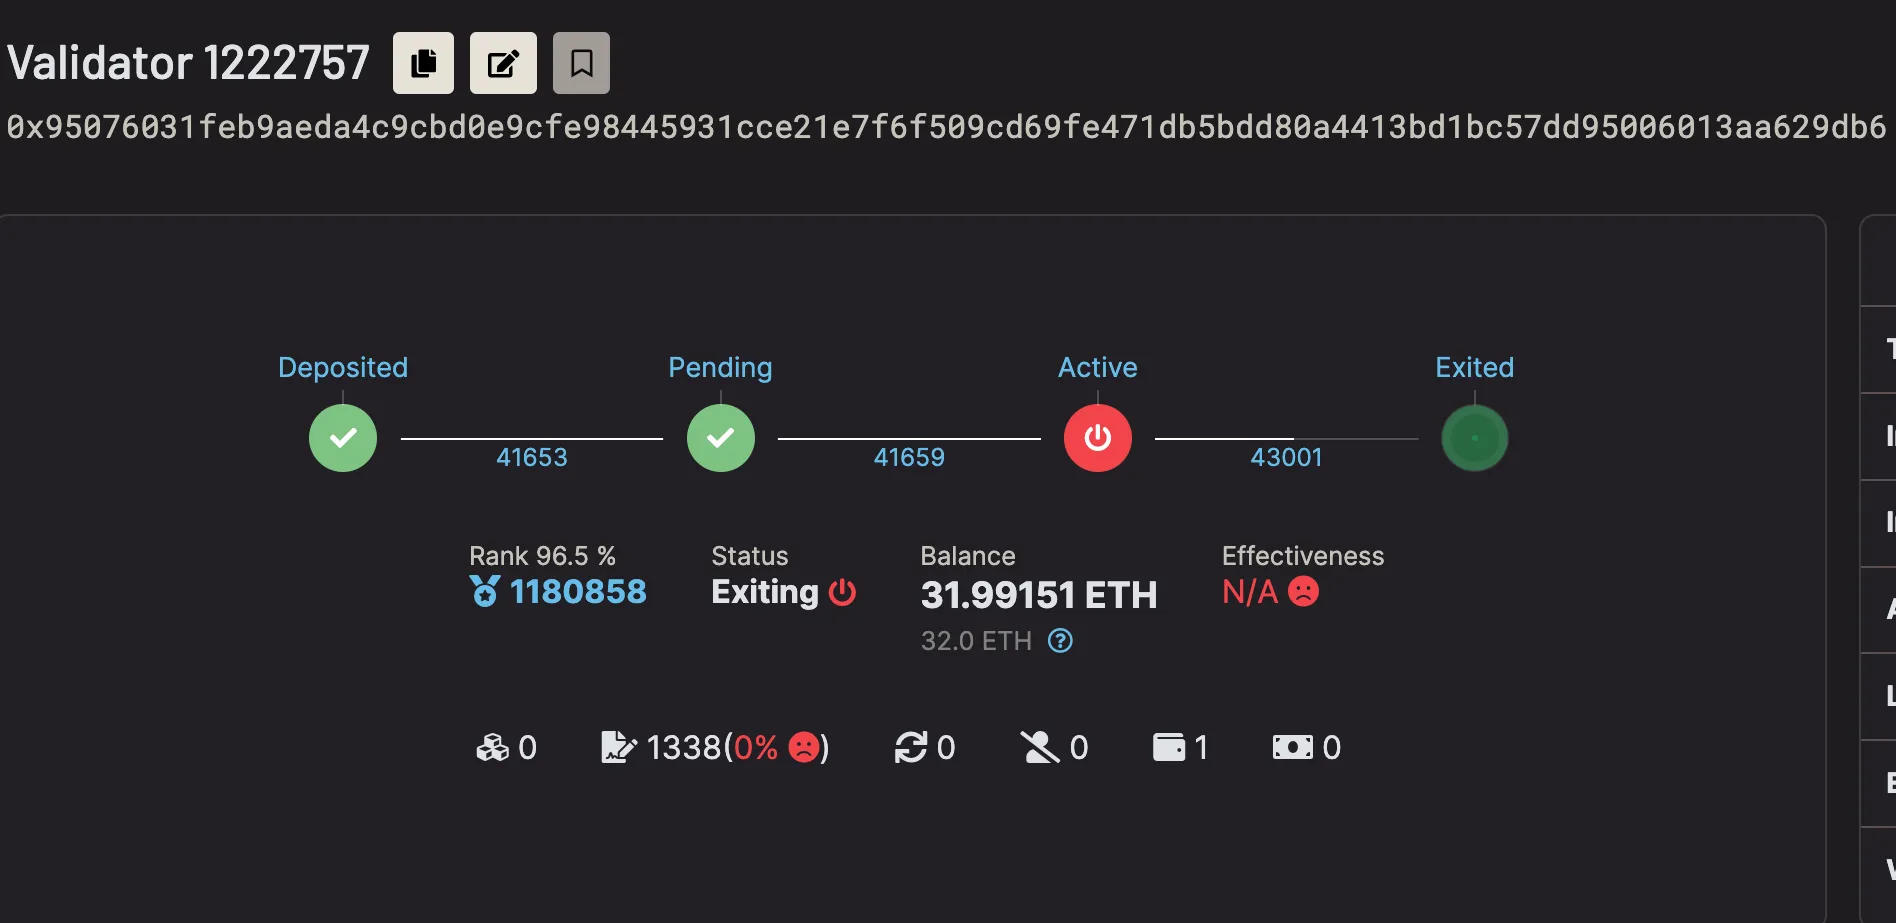 Validator 1222757
0x95076031feb9aeda4c9cbd0e9cfe98445931cce21e7f6f509cd69fe471db5bdd80a4413bd1bc57dd95006013aa629db6
Deposited
Pending
Active
Exited
41653
41659
43001
Rank 96.5 %
1180858
Status
Exiting
Balance
31.99151 ETH
32.0 ETH
Effectiveness
N/A
0
1338(0% )
0
0
1
0